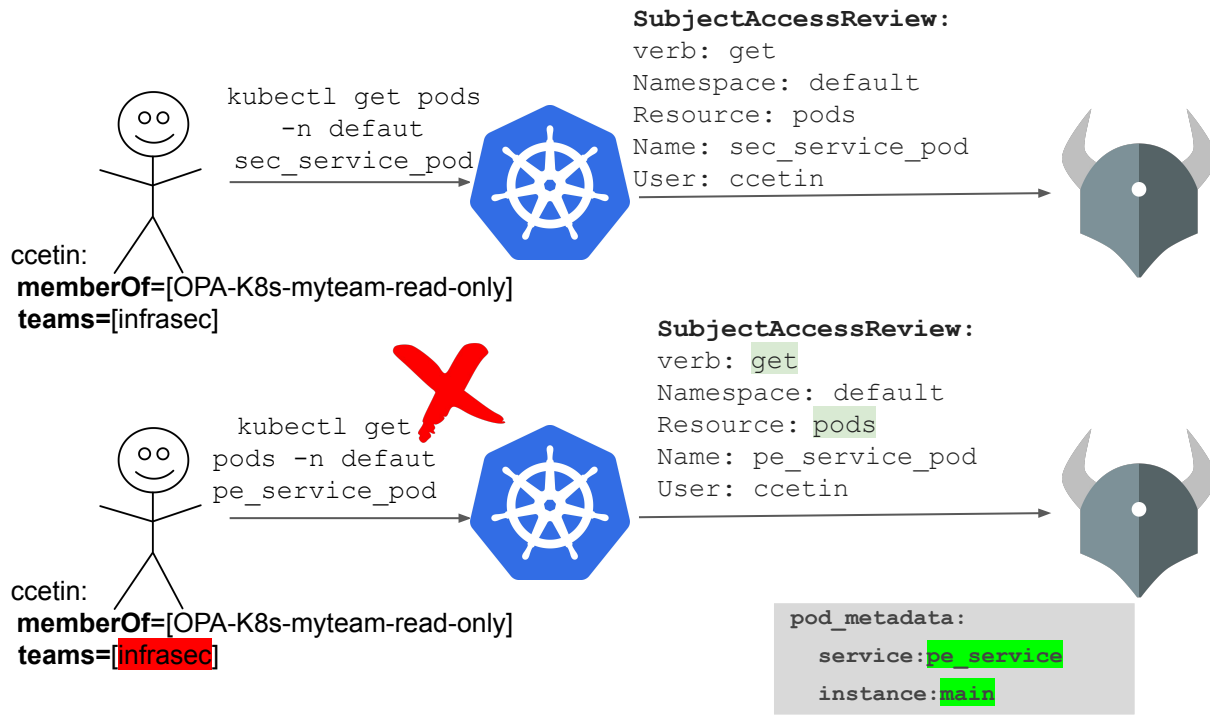 SubjectAccessReview:
verb: get
Namespace: default
Resource: pods
Name: sec_service_pod
User: ccetin
kubectl get pods
-n defaut
sec_service_pod
ccetin:
memberOf=[OPA-K8s-myteam-read-only]
teams=[infrasec]
SubjectAccessReview:
verb: get
Namespace: default
Resource: pods
Name: pe_service_pod
User: ccetin
kubectl get
pods -n defaut
pe_service_pod
ccetin:
memberOf=[OPA-K8s-myteam-read-only]
teams=[infrasec]
pod_metadata:
service:pe_service
instance:main